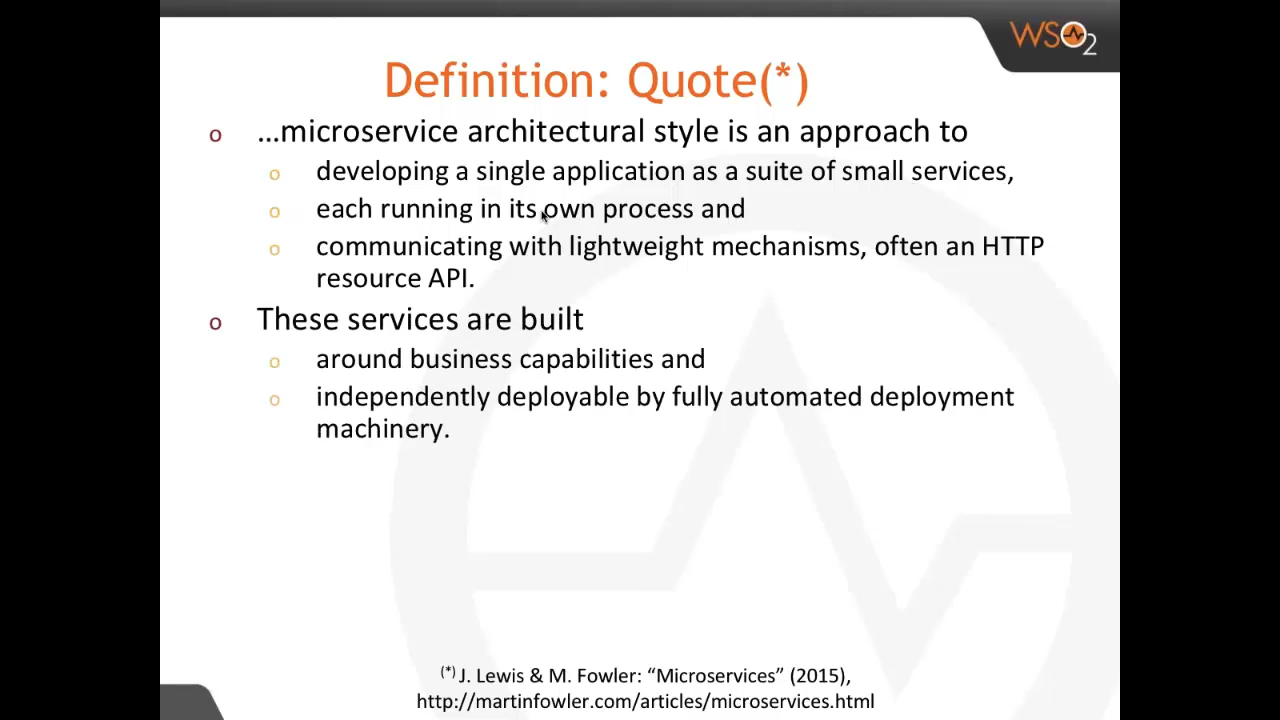 WSO2
Definition: Quote(*)
o …microservice architectural style is an approach to
o developing a single application as a suite of small services,
o each running in its own process and
o communicating with lightweight mechanisms, often an HTTP
resource API.
o These services are built
o around business capabilities and
o independently deployable by fully automated deployment
machinery.
(*) J. Lewis & M. Fowler: “Microservices” (2015),
http://martinfowler.com/articles/microservices.html